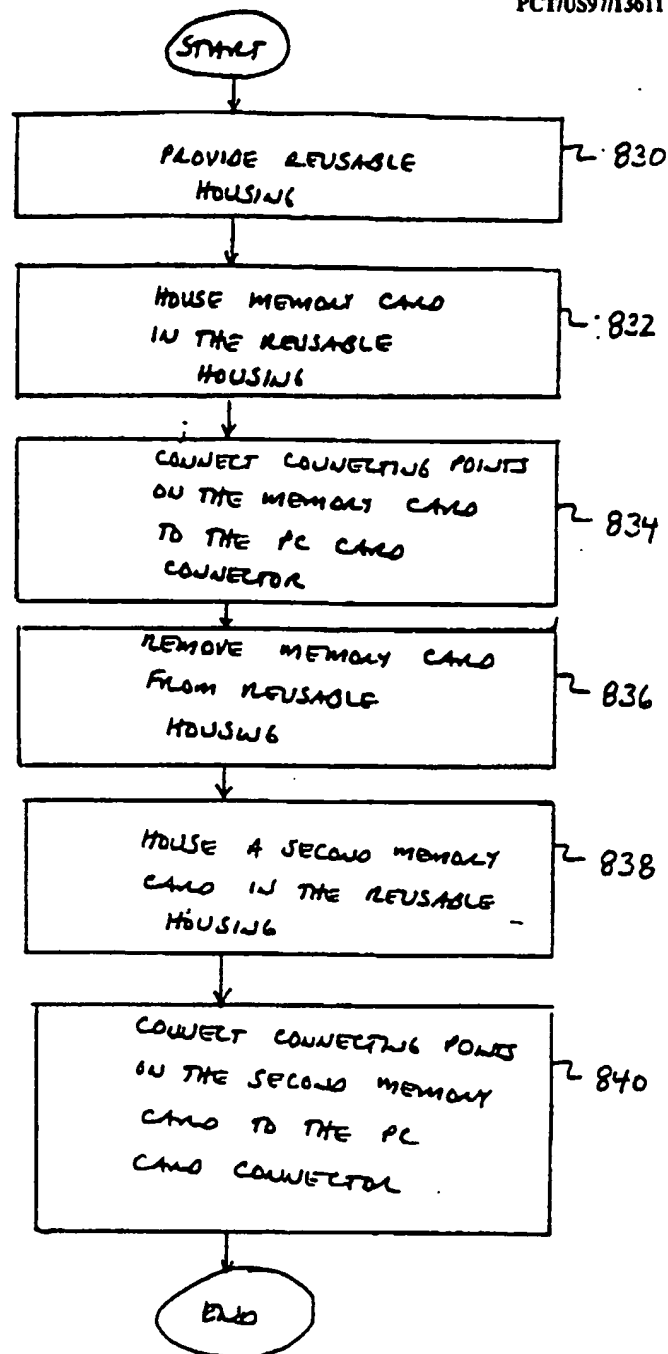 PCT/US97/13611
START
PROVIDE REUSABLE
HOUSING
830
HOUSE MEMORY CARD
IN THE REUSABLE
HOUSING
832
CONNECT CONNECTING POINTS
ON THE MEMORY CARD
TO THE PC CARD
CONNECTOR
834
REMOVE MEMORY CARD
FROM REUSABLE
HOUSING
836
HOUSE A SECOND MEMORY
CARD IN THE REUSABLE
HOUSING
838
CONNECT CONNECTING POINTS
ON THE SECOND MEMORY
CARD TO THE PC
CARD CONNECTOR
840
END